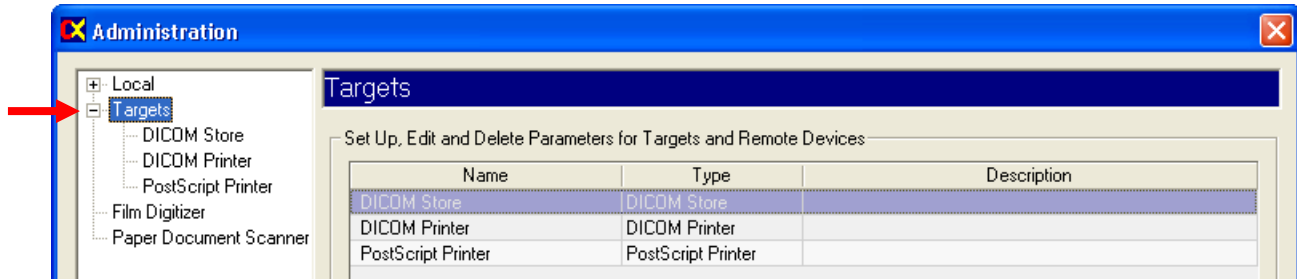 Administration
Local
Targets
DICOM Store
DICOM Printer
PostScript Printer
Film Digitizer
Paper Document Scanner
Targets
Set Up, Edit and Delete Parameters for Targets and Remote Devices
Name Type Description
DICOM Store DICOM Store
DICOM Printer DICOM Printer
PostScript Printer PostScript Printer